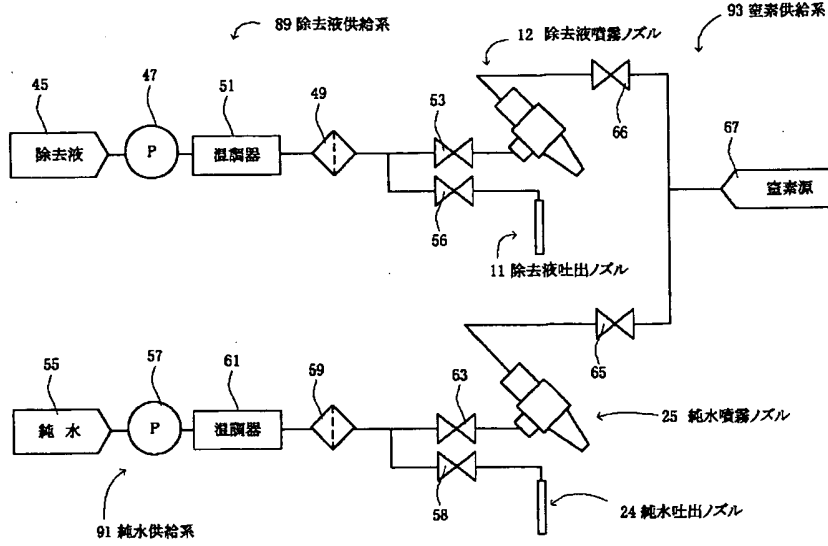 89 除去液供給系
12 除去液噴霧ノズル
93 窒素供給系
45
47
51
49
53
66
67
除去液
P
温調器
窒素源
56
11 除去液吐出ノズル
55
57
61
59
63
65
純水
P
温調器
25 純水噴霧ノズル
58
24 純水吐出ノズル
91 純水供給系